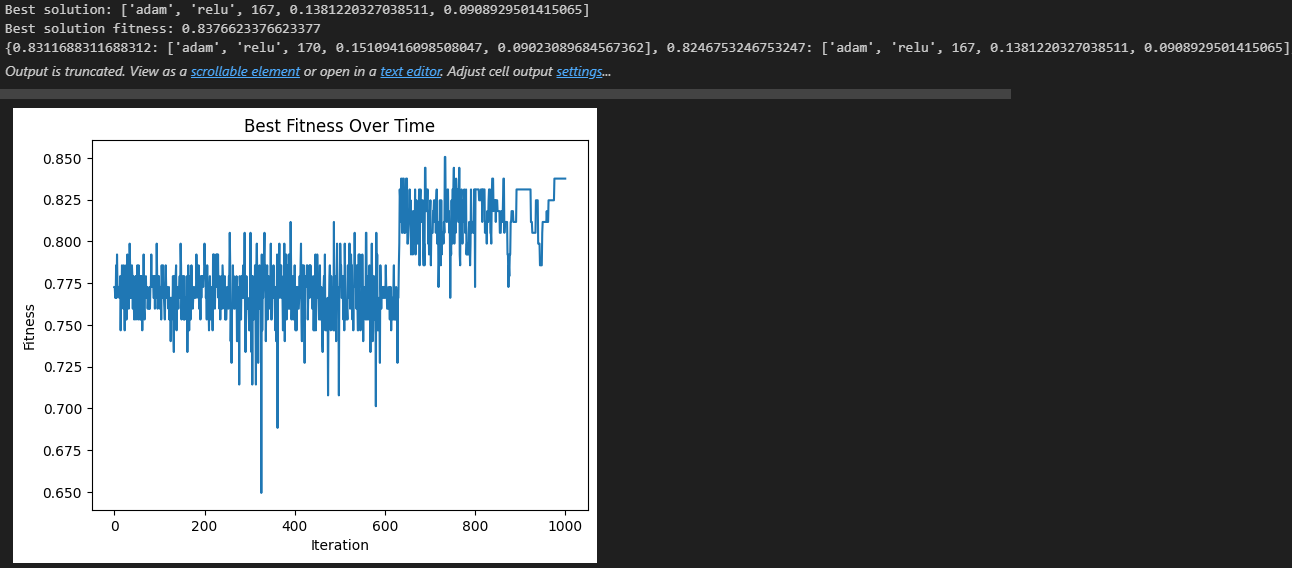 Best solution: ['adam', 'relu', 167, 0.1381220327038511, 0.0908929501415065]
Best solution fitness: 0.8376623376623377
{0.8311688311688312: ['adam', 'relu', 170, 0.15109416098508047, 0.09023089684567362], 0.8246753246753247: ['adam', 'relu', 167, 0.1381220327038511, 0.0908929501415065]
Output is truncated. View as a scrollable element or open in a text editor. Adjust cell output settings...
Best Fitness Over Time
0.850
0.825
0.800
0.775
0.750
0.725
0.700
0.675
0.650
Fitness
0 200 400 600 800 1000
Iteration